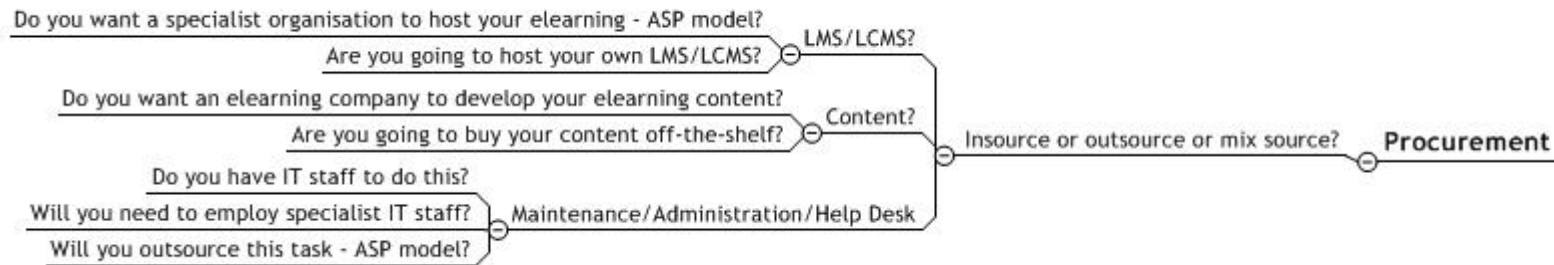 Do you want a specialist organisation to host your elearning - ASP model?
Are you going to host your own LMS/LCMS?
LMS/LCMS?
Do you want an elearning company to develop your elearning content?
Are you going to buy your content off-the-shelf?
Content?
Insource or outsource or mix source?
Procurement
Do you have IT staff to do this?
Will you need to employ specialist IT staff?
Will you outsource this task - ASP model?
Maintenance/Administration/Help Desk